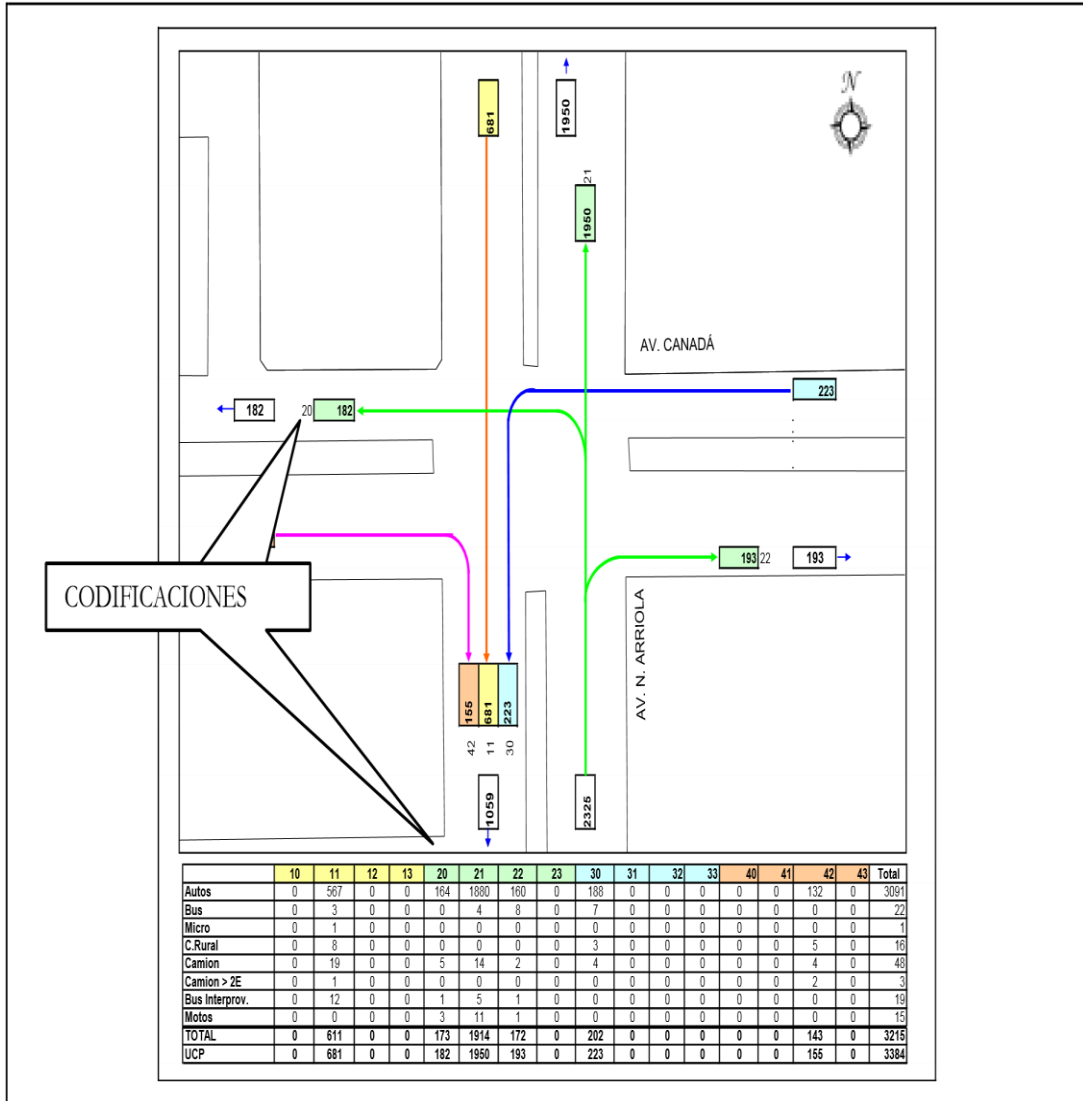 N
681
1950
1950 21
AV. CANADÁ
223
182
20 182
193 22
193
CODIFICACIONES
AV. N. ARRIOLA
155 681 223
42 11 30
1059
2325
10 11 12 13 20 21 22 23 30 31 32 33 40 41 42 43 Total
Autos 0 567 0 0 164 1880 160 0 188 0 0 0 0 0 132 0 3091
Bus 0 3 0 0 0 4 8 0 7 0 0 0 0 0 0 0 22
Micro 0 1 0 0 0 0 0 0 0 0 0 0 0 0 0 0 1
C.Rural 0 8 0 0 0 0 0 0 3 0 0 0 0 0 5 0 16
Camion 0 19 0 0 5 14 2 0 4 0 0 0 0 0 4 0 48
Camion > 2E 0 1 0 0 0 0 0 0 0 0 0 0 0 0 2 0 3
Bus Interprov. 0 12 0 0 1 5 1 0 0 0 0 0 0 0 0 0 19
Motos 0 0 0 0 3 11 1 0 0 0 0 0 0 0 0 0 15
TOTAL 0 611 0 0 173 1914 172 0 202 0 0 0 0 0 143 0 3215
UCP 0 681 0 0 182 1950 193 0 223 0 0 0 0 0 155 0 3384